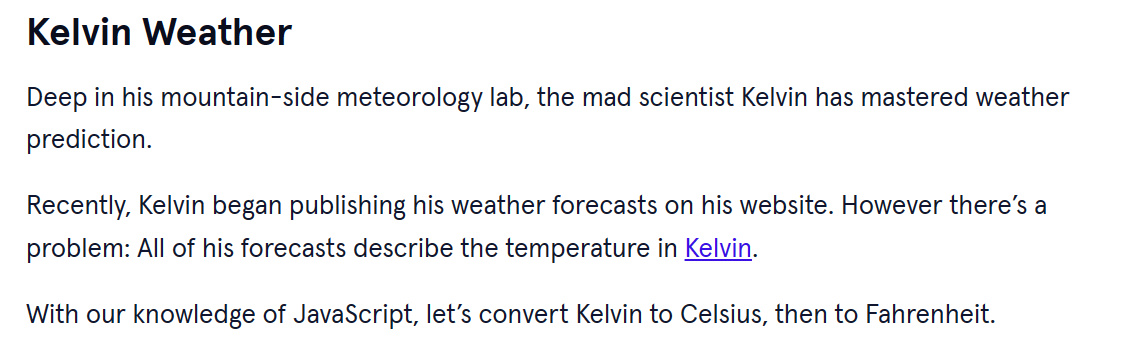 Kelvin Weather
Deep in his mountain-side meteorology lab, the mad scientist Kelvin has mastered weather
prediction.
Recently, Kelvin began publishing his weather forecasts on his website. However there’s a
problem: All of his forecasts describe the temperature in Kelvin.
With our knowledge of JavaScript, let’s convert Kelvin to Celsius, then to Fahrenheit.